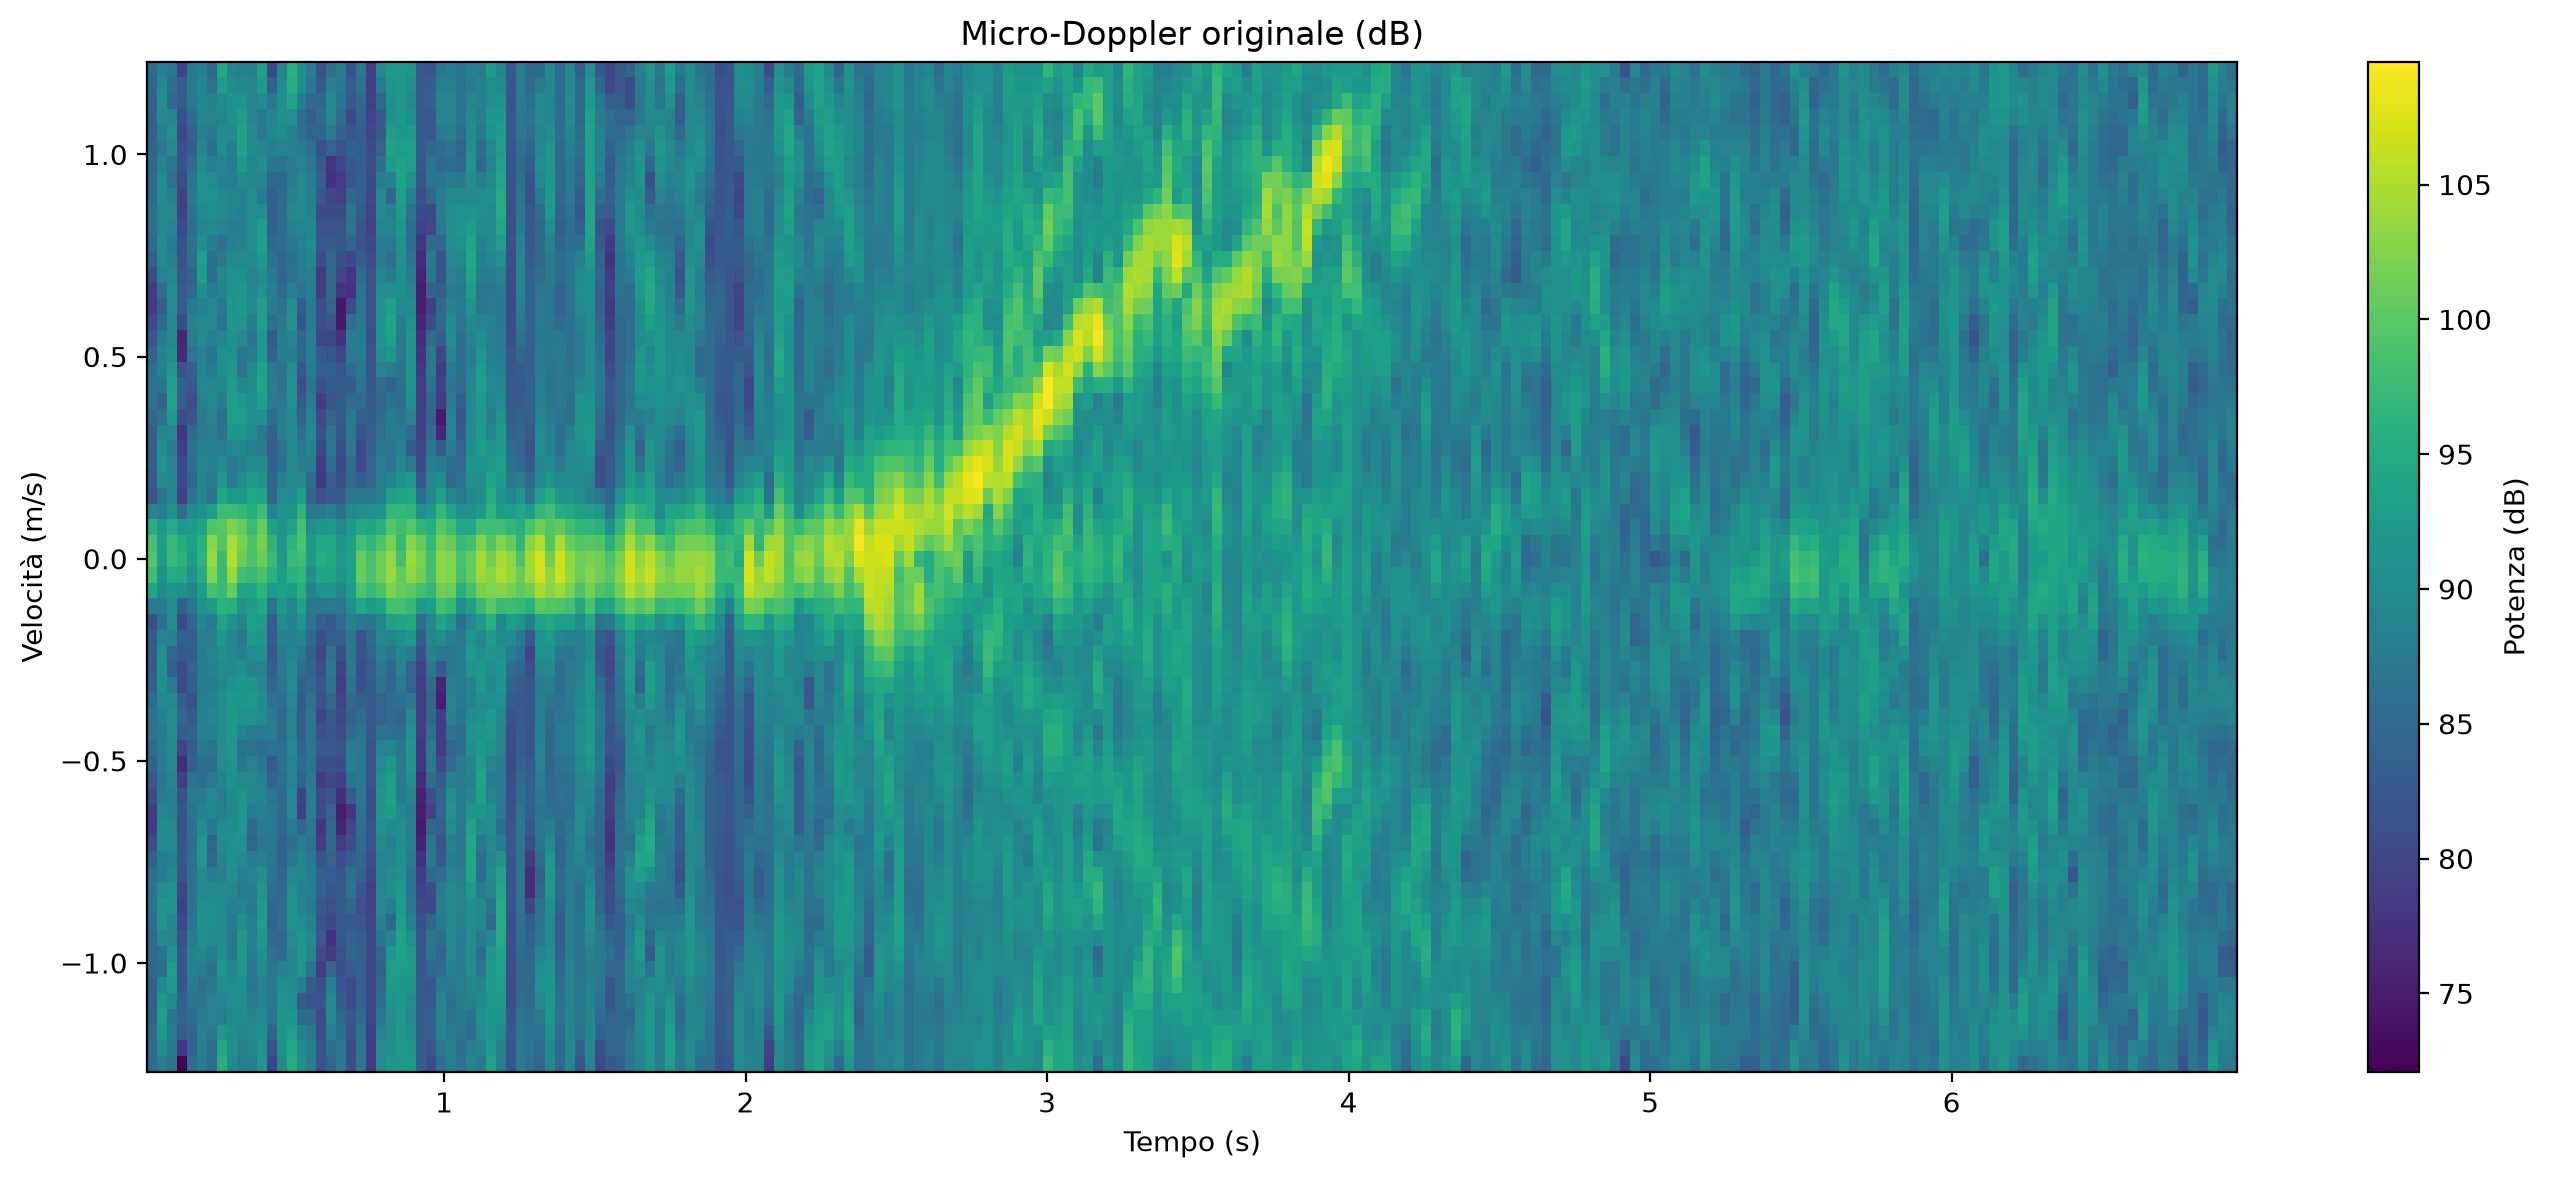 Micro-Doppler originale (dB)
1.0
0.5
0.0
−0.5
−1.0
Velocità (m/s)
1 2 3 4 5 6
Tempo (s)
105
100
95
90
85
80
75
Potenza (dB)